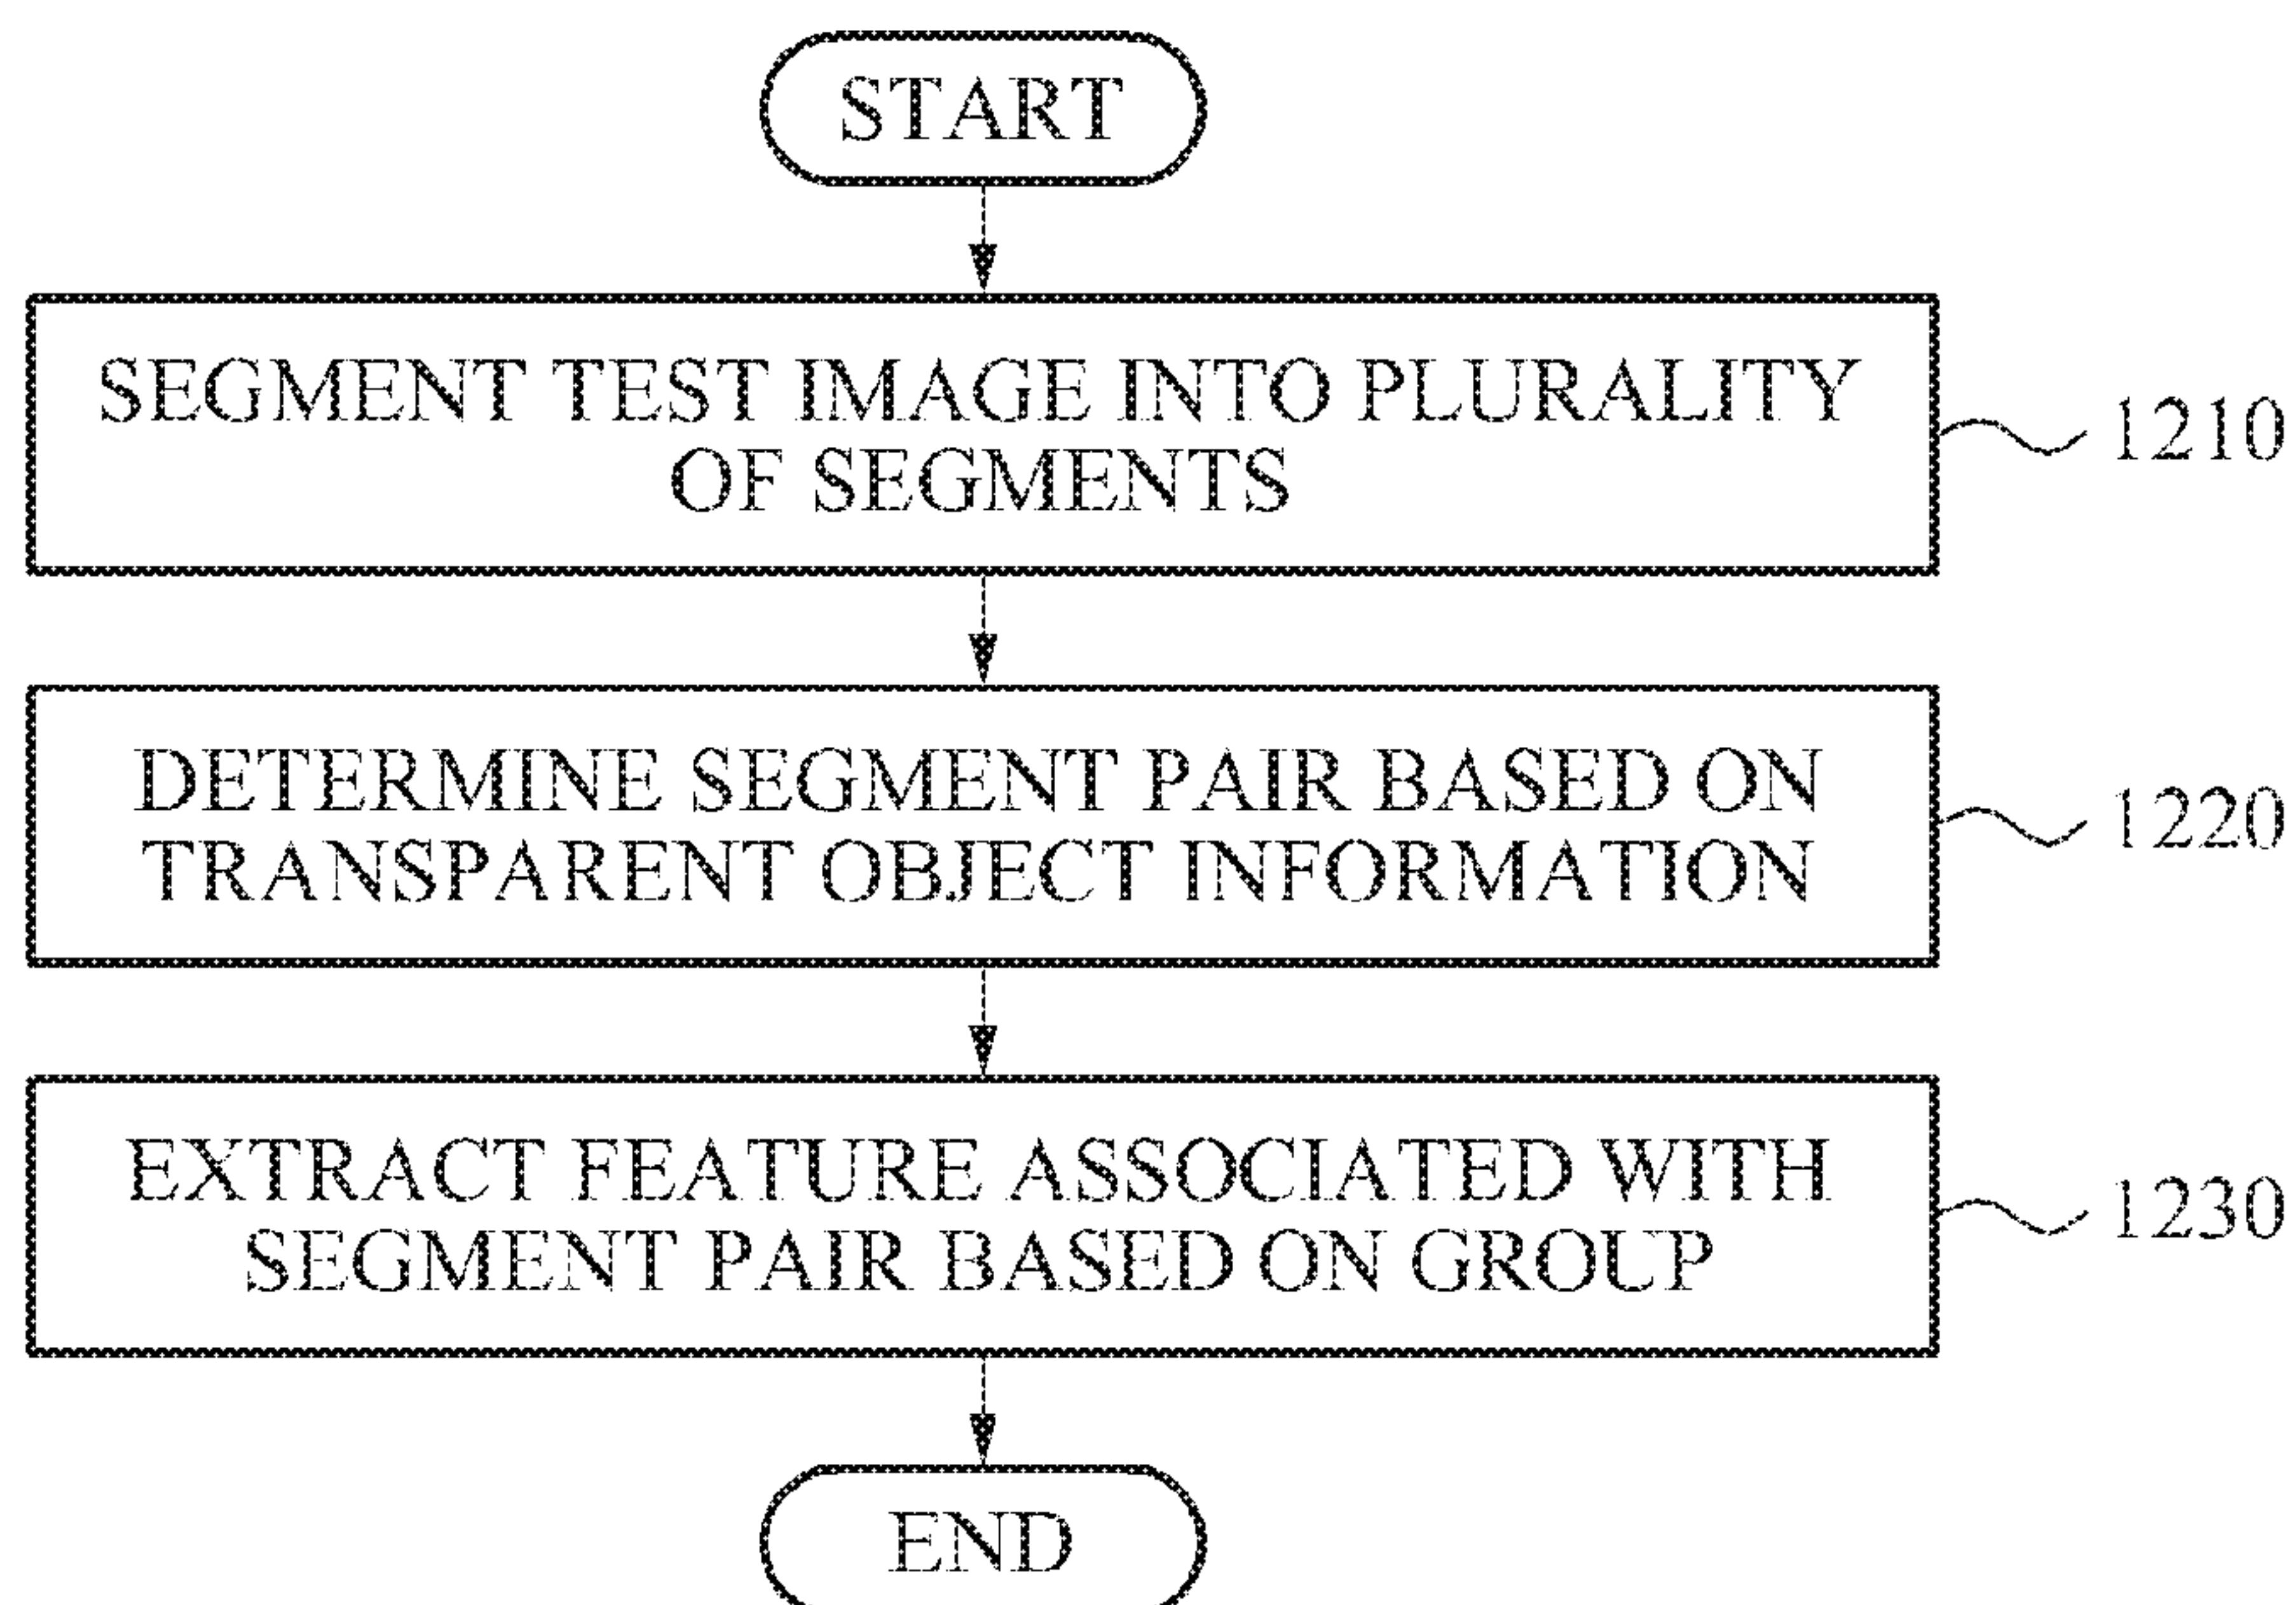 START
SEGMENT TEST IMAGE INTO PLURALITY
OF SEGMENTS
1210
DETERMINE SEGMENT PAIR BASED ON
TRANSPARENT OBJECT INFORMATION
1220
EXTRACT FEATURE ASSOCIATED WITH
SEGMENT PAIR BASED ON GROUP
1230
END